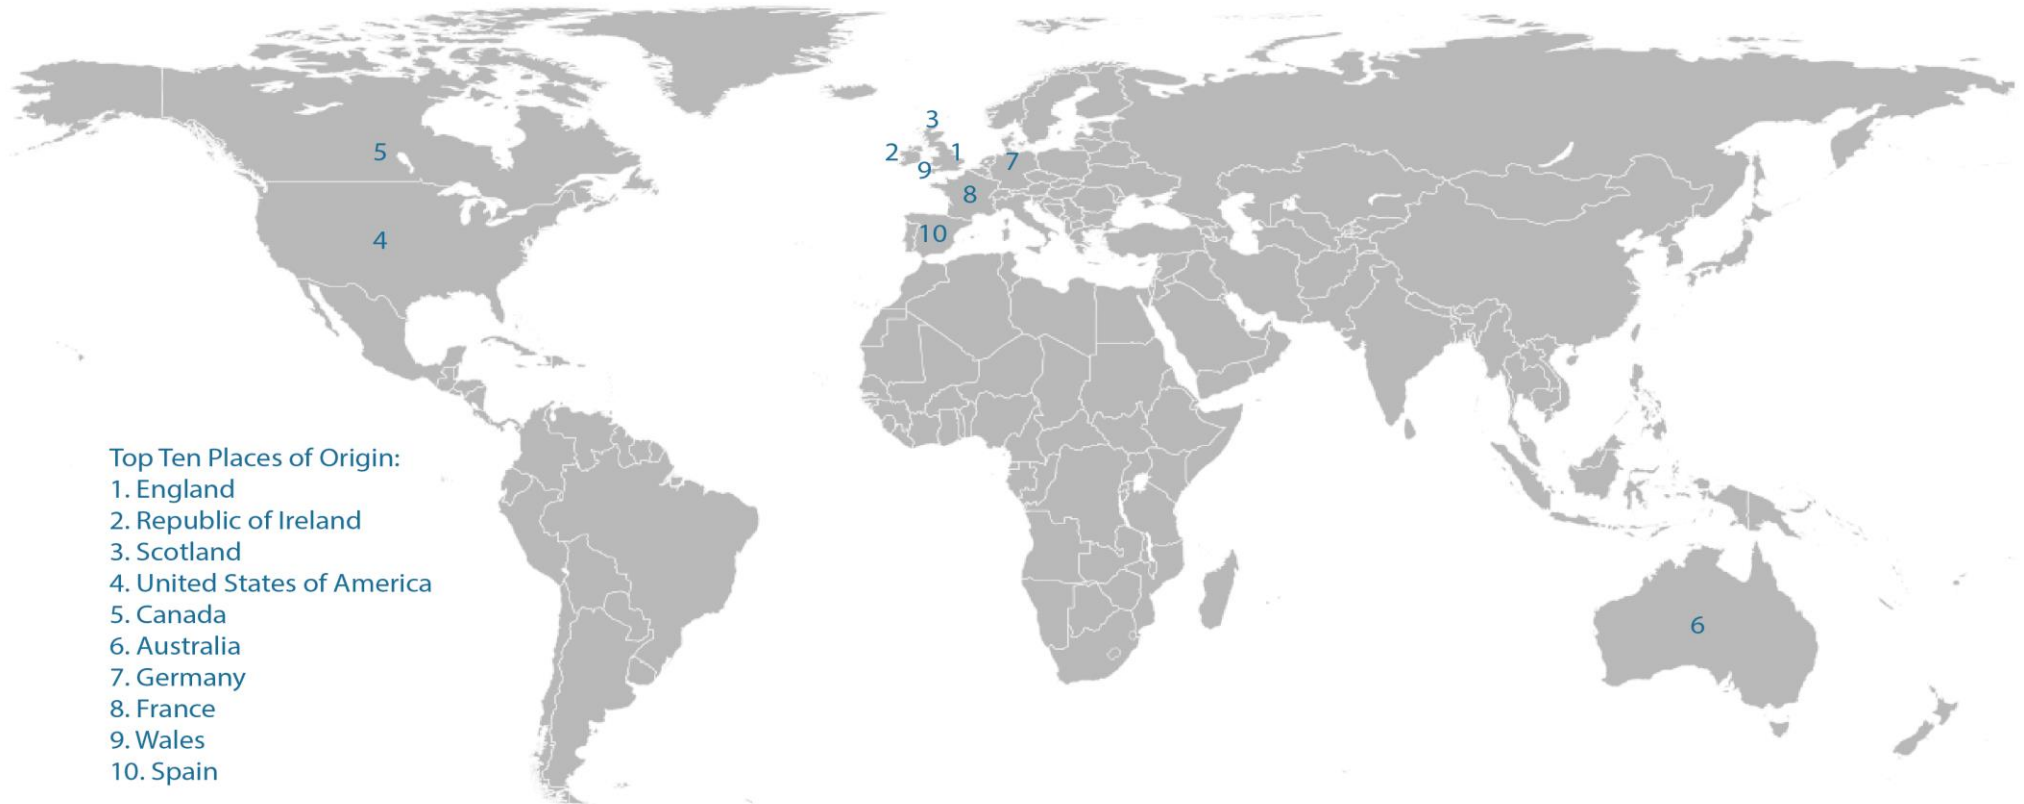 3
5
2
1
7
9
8
4
10
6
Top Ten Places of Origin:
1. England
2. Republic of Ireland
3. Scotland
4. United States of America
5. Canada
6. Australia
7. Germany
8. France
9. Wales
10. Spain